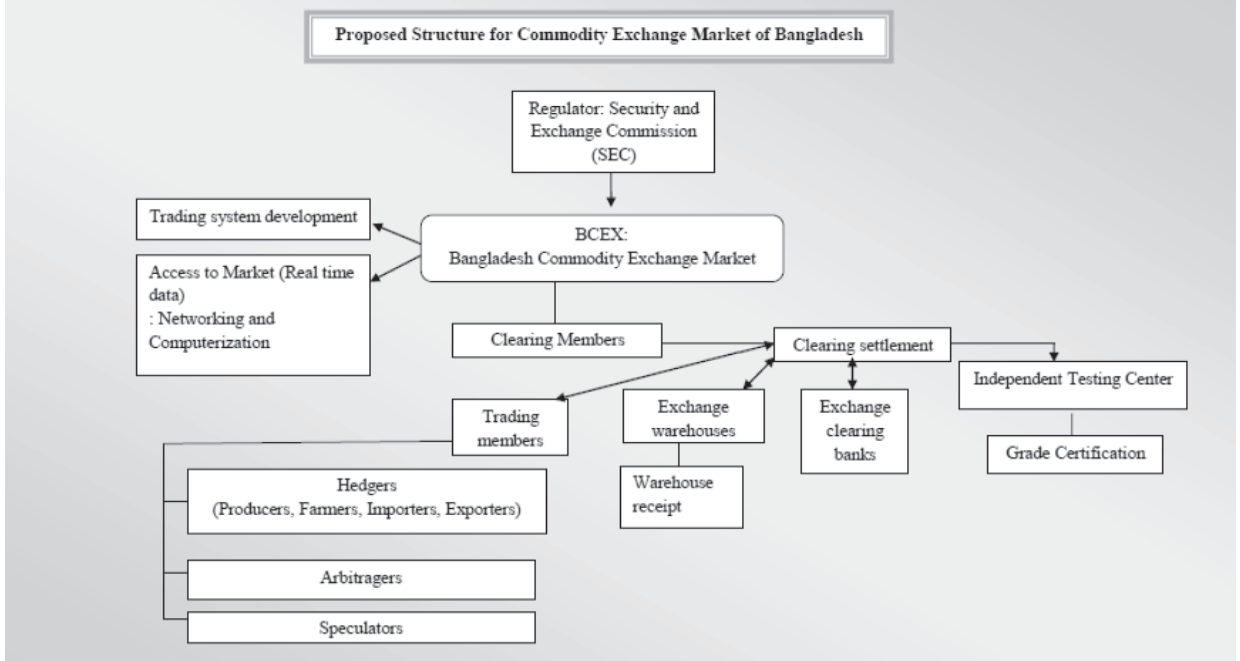 Proposed Structure for Commodity Exchange Market of Bangladesh
Regulator: Security and
Exchange Commission
(SEC)
Trading system development
BCEX:
Bangladesh Commodity Exchange Market
Access to Market (Real time
data)
: Networking and
Computerization
Clearing Members
Clearing settlement
Independent Testing Center
Trading
members
Exchange
warehouses
Exchange
clearing
banks
Grade Certification
Hedgers
(Producers, Farmers, Importers, Exporters)
Warehouse
receipt
Arbitragers
Speculators